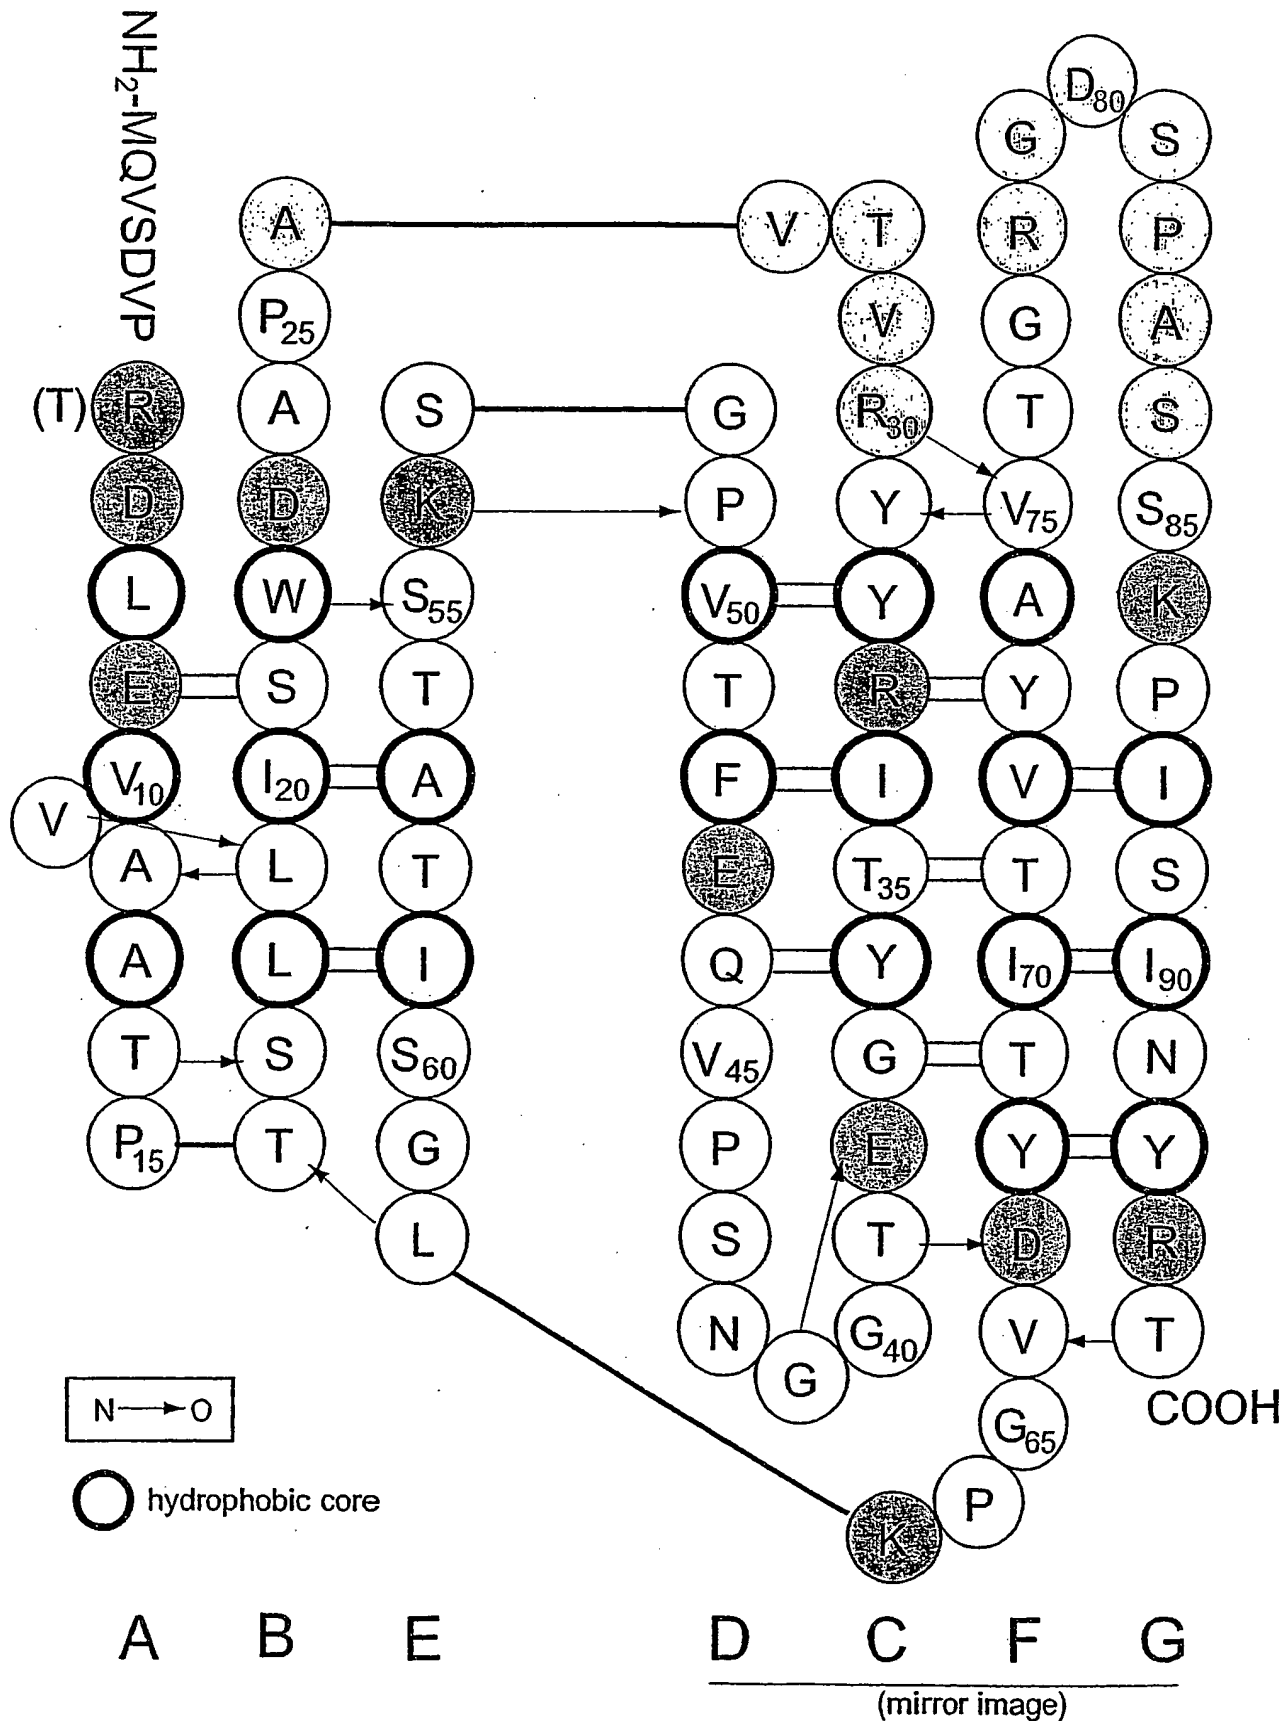 NH₂-MQVSDVP
D₈₀
G S
A V T R P
P₂₅ V G A
(T) R A S G R₃₀ T S
D D K P Y V₇₅ S₈₅
L W S₅₅ V₅₀ Y A K
E S T T R Y P
V₁₀ I₂₀ A F I V I
V
A L T E T₃₅ T S
A L I Q Y I₇₀ I₉₀
T S S₆₀ V₄₅ G T N
P₁₅ T G P E Y Y
L S T D R
N G₄₀ V T
G
N→O G₆₅ COOH
hydrophobic core P
K
A B E D C F G
(mirror image)